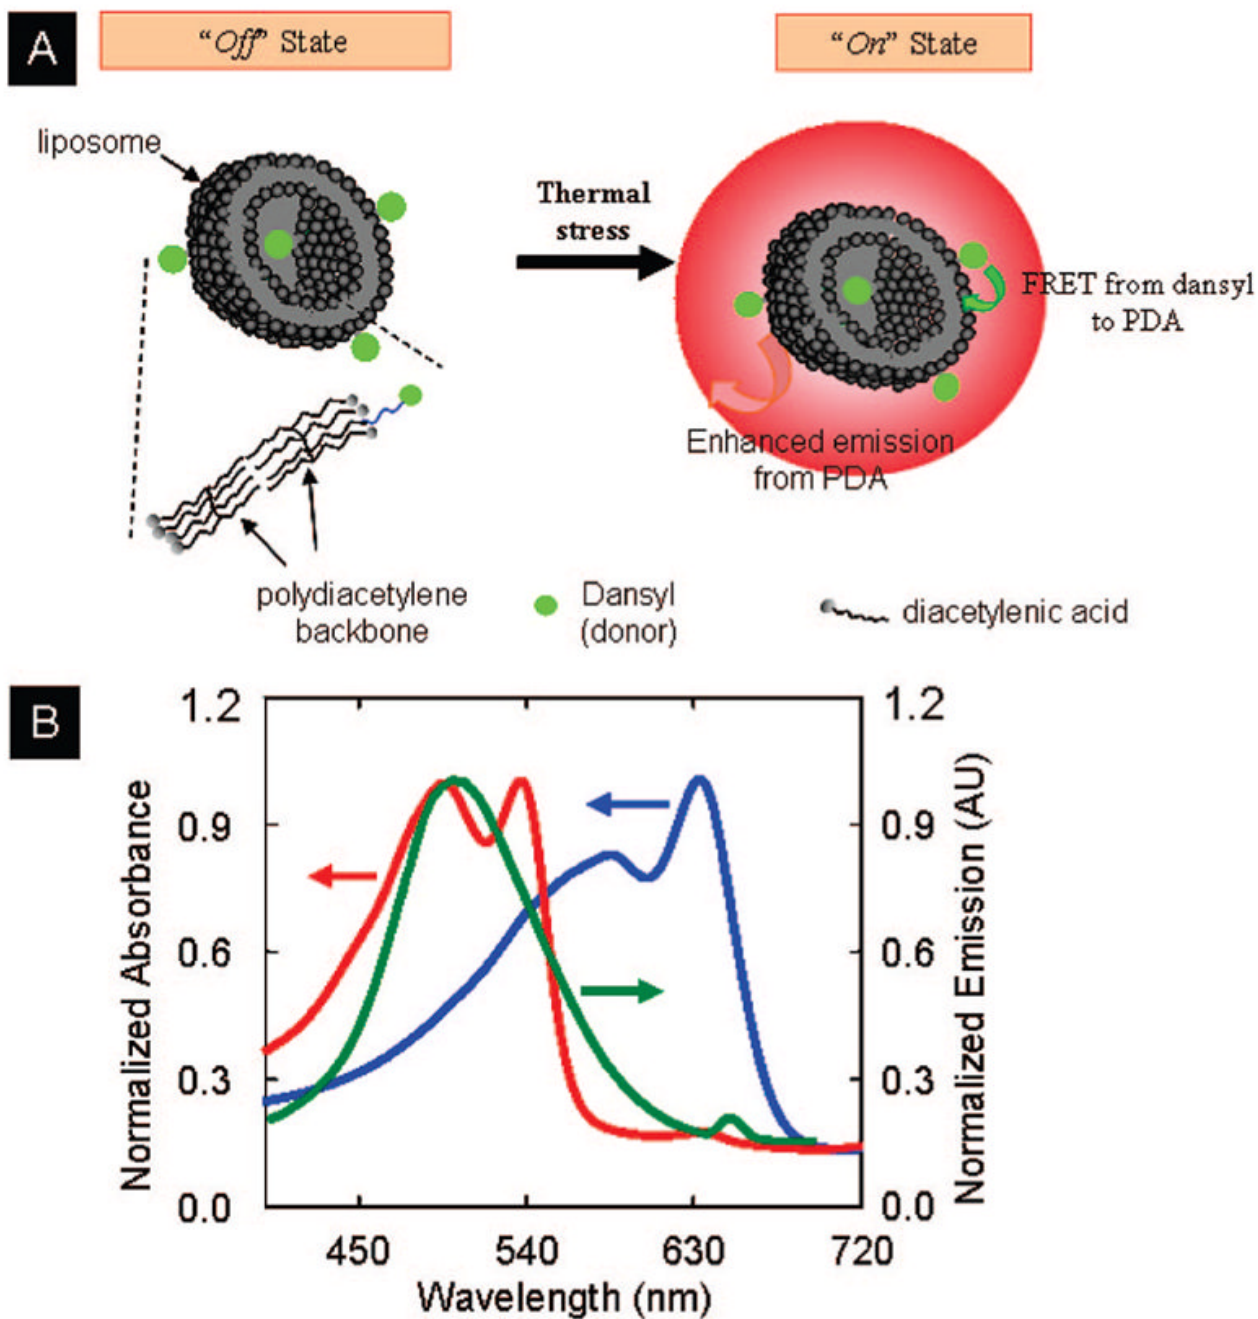 A
“Off” State
“On” State
liposome
Thermal
stress
FRET from dansyl
to PDA
Enhanced emission
from PDA
polydiacetylene
backbone
Dansyl
(donor)
diacetylenic acid
B
1.2
0.9
0.6
0.3
0.0
Normalized Absorbance
1.2
0.9
0.6
0.3
0.0
Normalized Emission (AU)
450
540
630
720
Wavelength (nm)